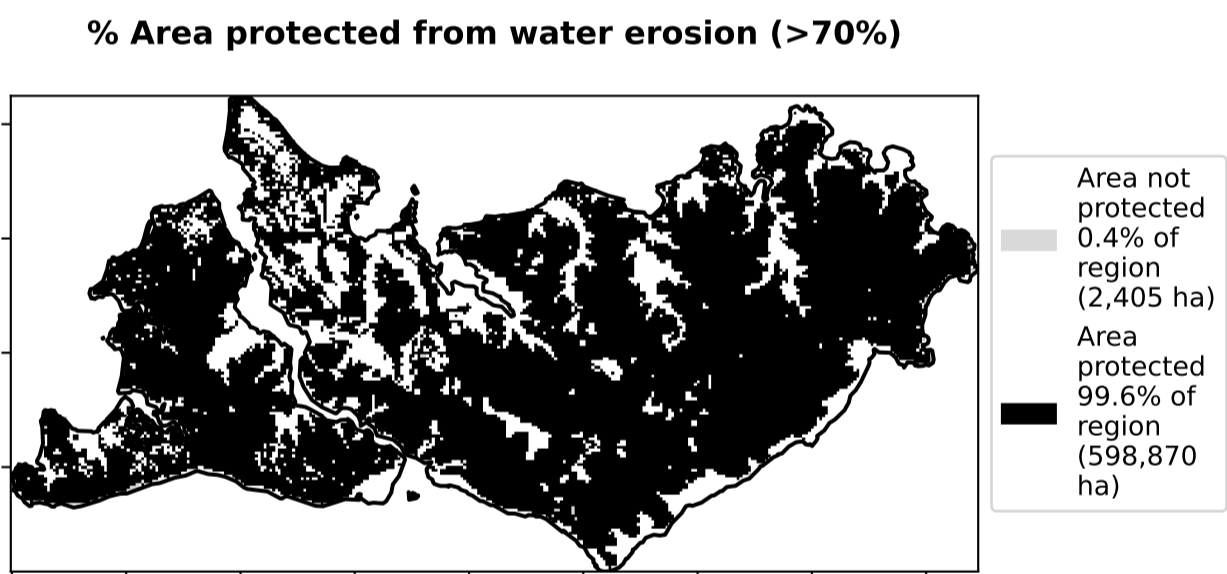 % Area protected from water erosion (>70%)
Area not
protected
0.4% of
region
(2,405 ha)
Area
protected
99.6% of
region
(598,870
ha)